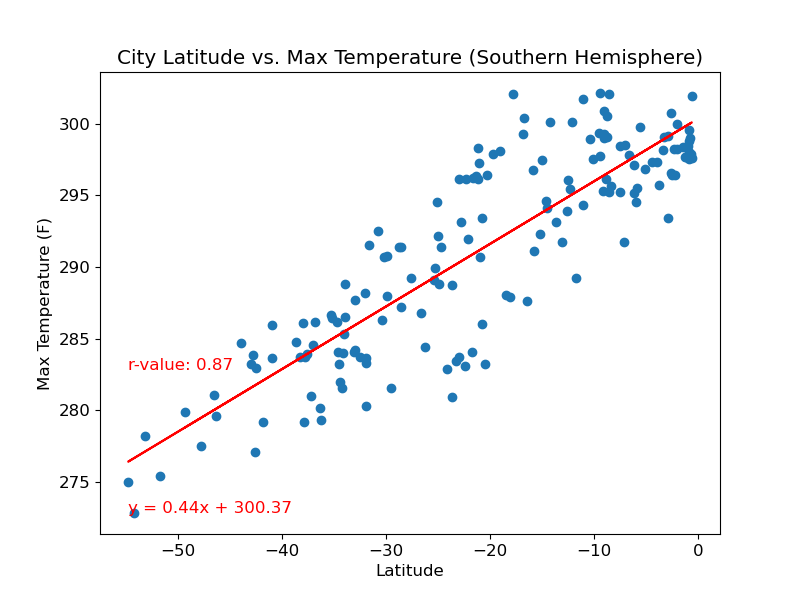 City Latitude vs. Max Temperature (Southern Hemisphere)
Max Temperature (F)
300
295
290
285
280
275
r-value: 0.87
y = 0.44x + 300.37
−50 −40 −30 −20 −10 0
Latitude